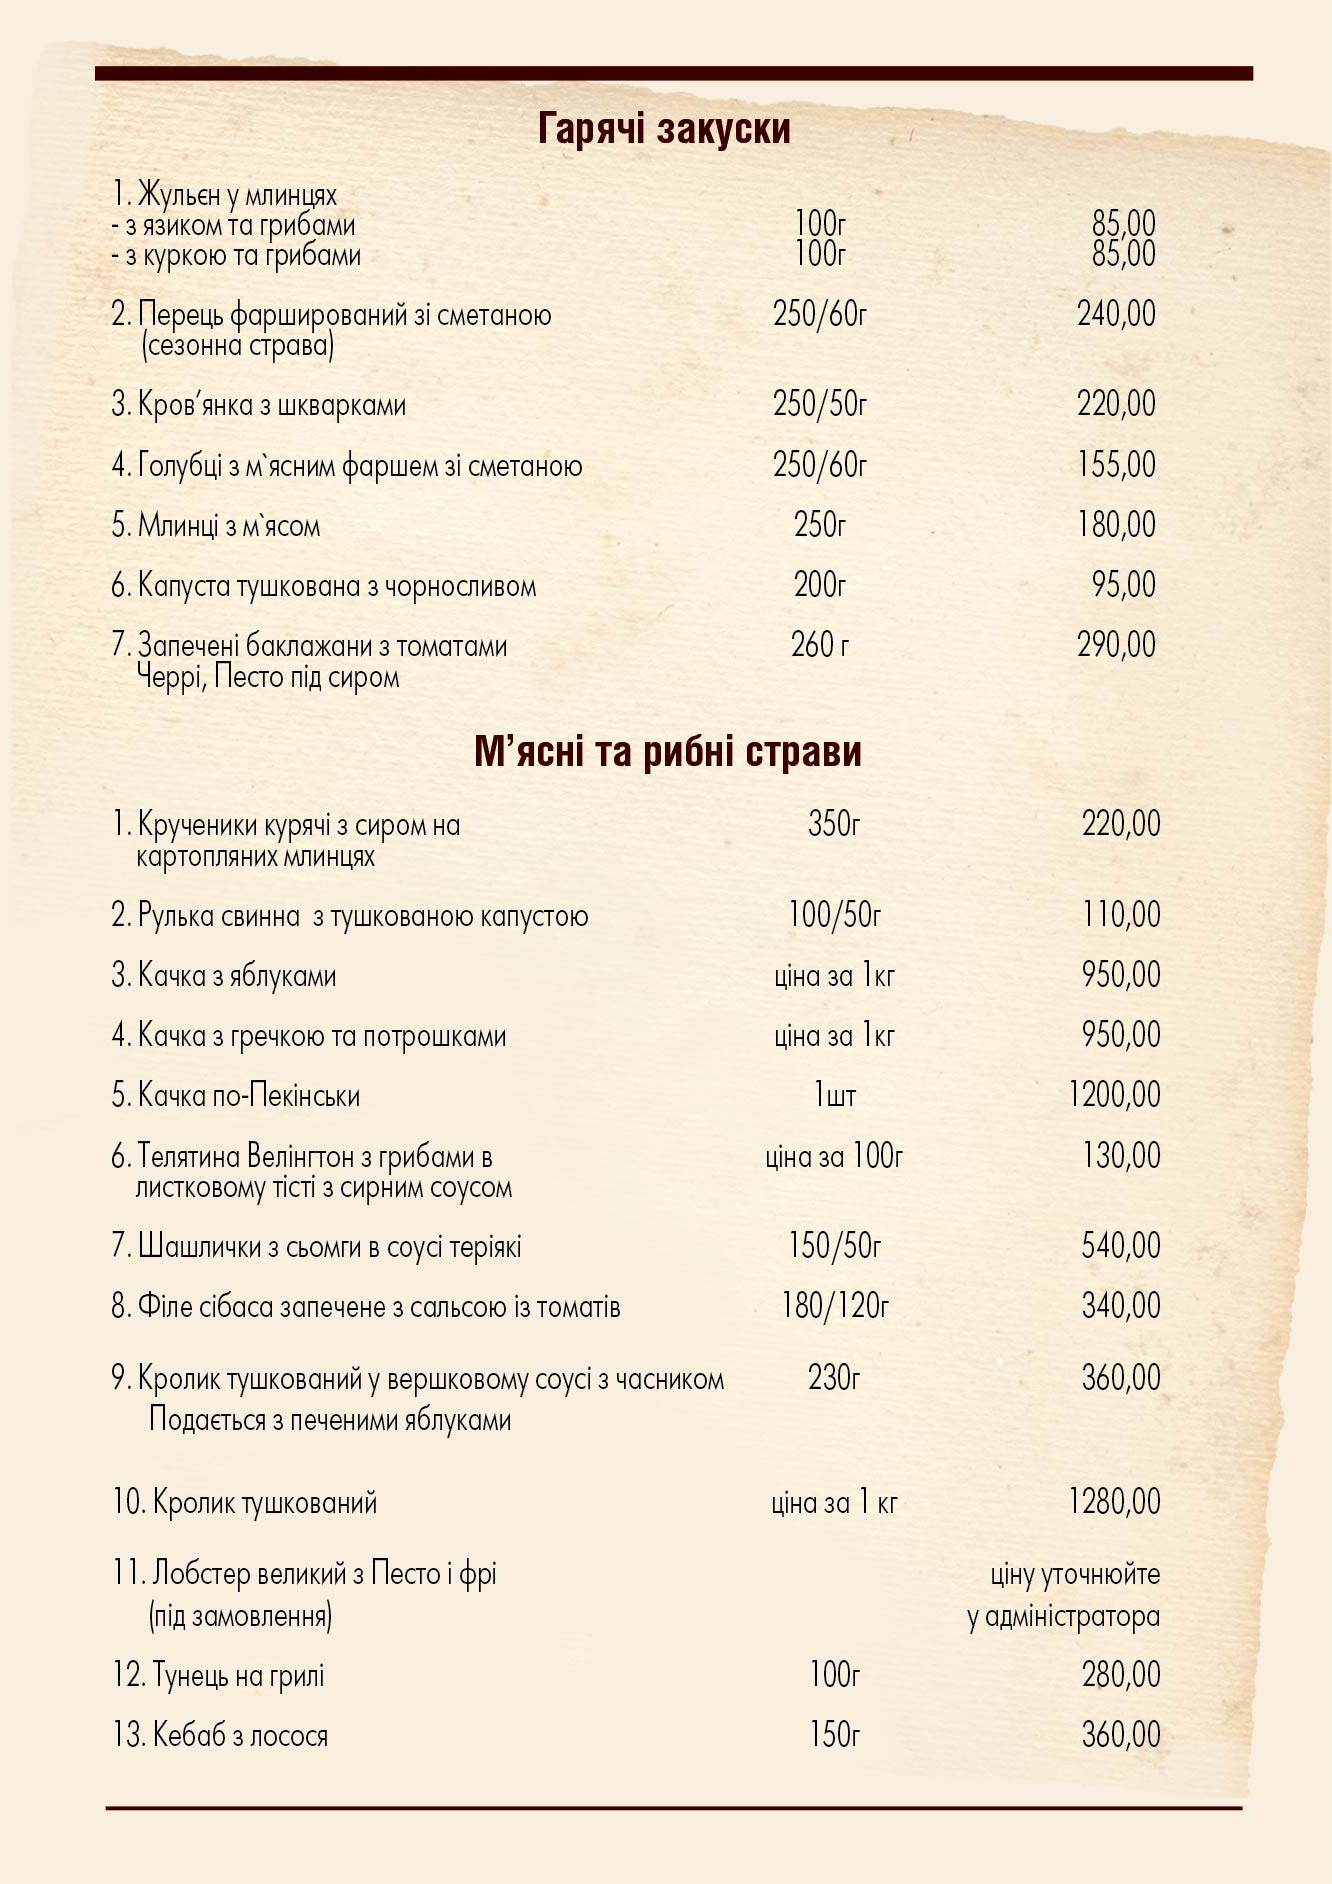 Гарячі закуски
1. Жульєн у млинцях
- з язиком та грибами 100г 85,00
- з куркою та грибами 100г 85,00
2. Перець фарширований зі сметаною 250/60г 240,00
(сезонна страва)
3. Кров’янка з шкварками 250/50г 220,00
4. Голубці з м`ясним фаршем зі сметаною 250/60г 155,00
5. Млинці з м`ясом 250г 180,00
6. Капуста тушкована з чорносливом 200г 95,00
7. Запечені баклажани з томатами 260 г 290,00
Черрі, Песто під сиром
М’ясні та рибні страви
1. Крученики курячі з сиром на 350г 220,00
картопляних млинцях
2. Рулька свинна з тушкованою капустою 100/50г 110,00
3. Качка з яблуками ціна за 1кг 950,00
4. Качка з гречкою та потрошками ціна за 1кг 950,00
5. Качка по-Пекінськи 1шт 1200,00
6. Телятина Велінгтон з грибами в ціна за 100г 130,00
листковому тісті з сирним соусом
7. Шашлички з сьомги в соусі теріякі 150/50г 540,00
8. Філе сібаса запечене з сальсою із томатів 180/120г 340,00
9. Кролик тушкований у вершковому соусі з часником 230г 360,00
Подається з печеними яблуками
10. Кролик тушкований ціна за 1 кг 1280,00
11. Лобстер великий з Песто і фрі ціну уточнюйте
(під замовлення) у адміністратора
12. Тунець на грилі 100г 280,00
13. Кебаб з лосося 150г 360,00